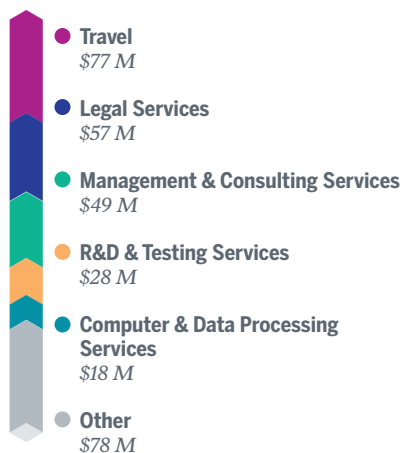 Travel
$77 M
Legal Services
$57 M
Management & Consulting Services
$49 M
R&D & Testing Services
$28 M
Computer & Data Processing
Services
$18 M
Other
$78 M